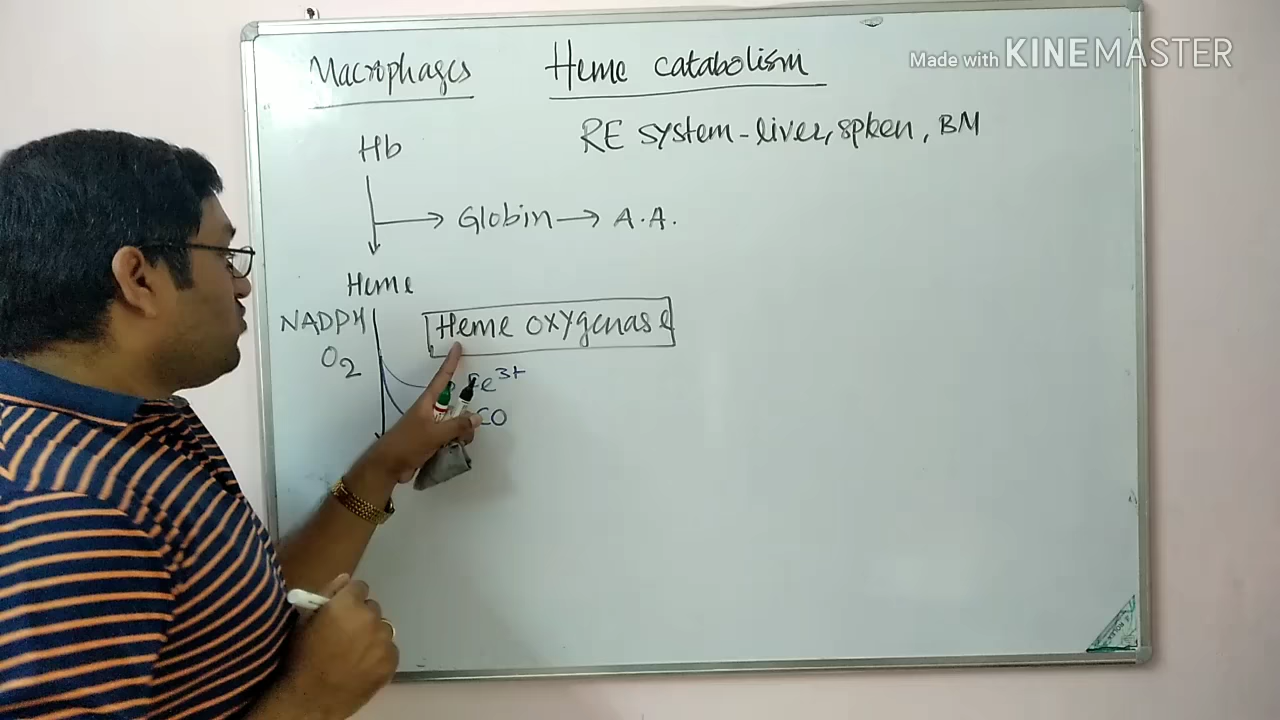 Made with KINEMASTER
Macrophages Heme catabolism
RE system - liver, spleen, BM
Hb
Globin → A.A.
Heme
NADPH Heme oxygenase
O2 Fe3+
CO